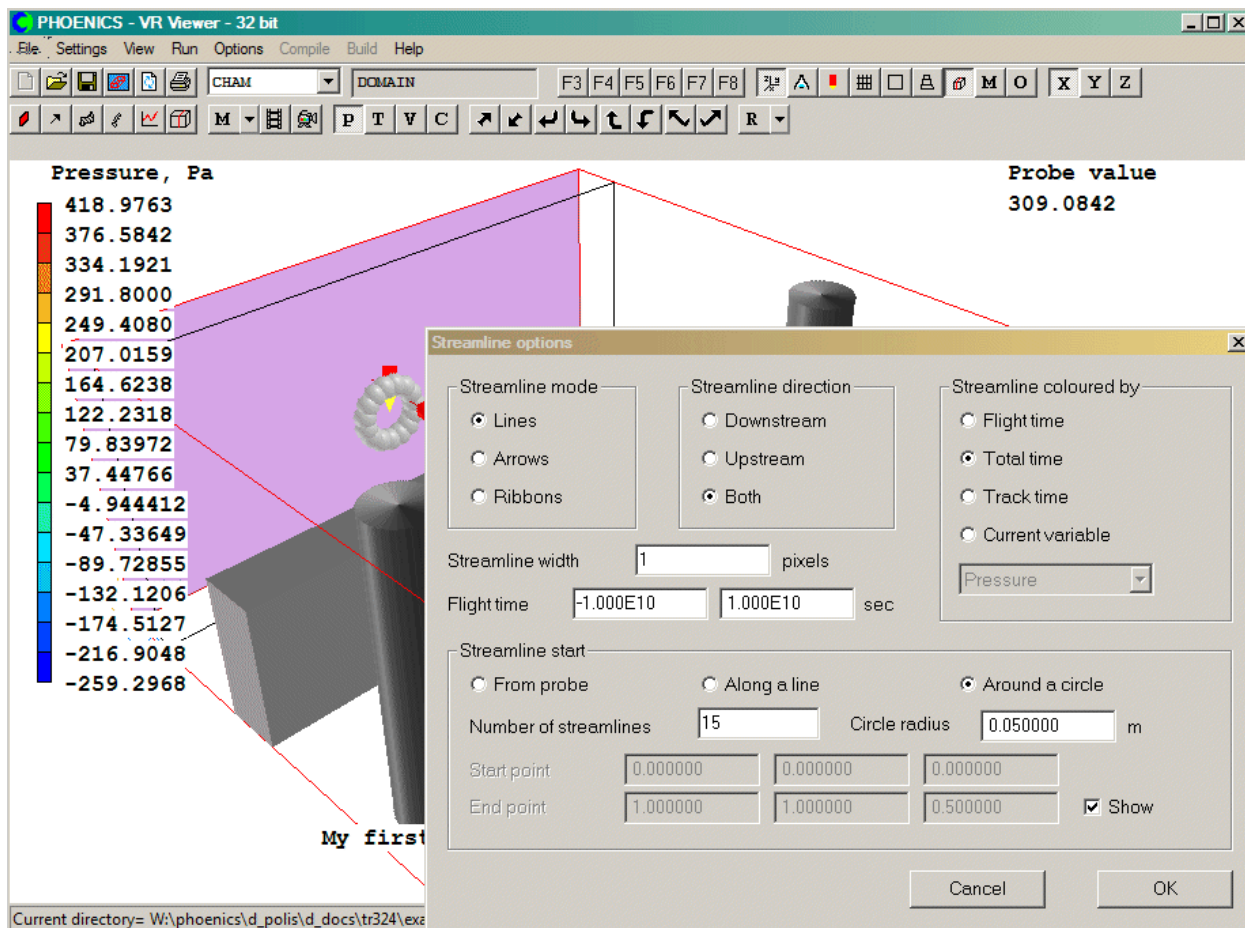 PHOENICS - VR Viewer - 32 bit
File Settings View Run Options Compile Build Help
CHAM DOMAIN F3 F4 F5 F6 F7 F8 M O X Y Z
M P T V C R
Pressure, Pa
Probe value
418.9763
309.0842
376.5842
334.1921
291.8000
249.4080
207.0159
164.6238
122.2318
79.83972
37.44766
-4.944412
-47.33649
-89.72855
-132.1206
-174.5127
-216.9048
-259.2968
My first
Streamline options
Streamline mode Streamline direction Streamline coloured by
Lines Downstream Flight time
Arrows Upstream Total time
Ribbons Both Track time
Current variable
Streamline width 1 pixels
Pressure
Flight time -1.000E10 1.000E10 sec
Streamline start
From probe Along a line Around a circle
Number of streamlines 15 Circle radius 0.050000 m
Start point 0.000000 0.000000 0.000000
End point 1.000000 1.000000 0.500000 Show
Cancel OK
Current directory= W:\phoenics\d_polis\d_docs\tr324\exa